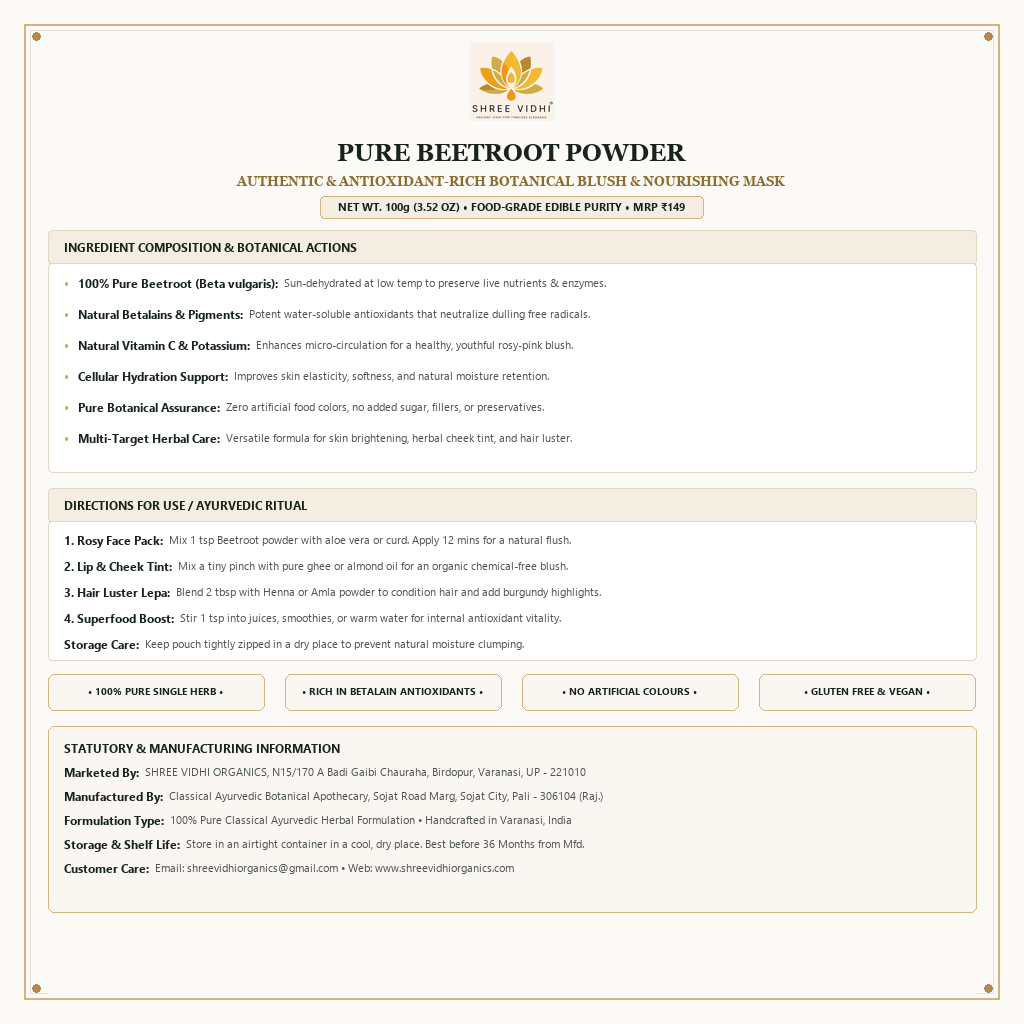 SHREE VIDHI
ANCIENT VIDHI FOR TIMELESS ELEGANCE
PURE BEETROOT POWDER
AUTHENTIC & ANTIOXIDANT-RICH BOTANICAL BLUSH & NOURISHING MASK
NET WT. 100g (3.52 OZ) • FOOD-GRADE EDIBLE PURITY • MRP ₹149
INGREDIENT COMPOSITION & BOTANICAL ACTIONS
• 100% Pure Beetroot (Beta vulgaris): Sun-dehydrated at low temp to preserve live nutrients & enzymes.
• Natural Betalains & Pigments: Potent water-soluble antioxidants that neutralize dulling free radicals.
• Natural Vitamin C & Potassium: Enhances micro-circulation for a healthy, youthful rosy-pink blush.
• Cellular Hydration Support: Improves skin elasticity, softness, and natural moisture retention.
• Pure Botanical Assurance: Zero artificial food colors, no added sugar, fillers, or preservatives.
• Multi-Target Herbal Care: Versatile formula for skin brightening, herbal cheek tint, and hair luster.
DIRECTIONS FOR USE / AYURVEDIC RITUAL
1. Rosy Face Pack: Mix 1 tsp Beetroot powder with aloe vera or curd. Apply 12 mins for a natural flush.
2. Lip & Cheek Tint: Mix a tiny pinch with pure ghee or almond oil for an organic chemical-free blush.
3. Hair Luster Lepa: Blend 2 tbsp with Henna or Amla powder to condition hair and add burgundy highlights.
4. Superfood Boost: Stir 1 tsp into juices, smoothies, or warm water for internal antioxidant vitality.
Storage Care: Keep pouch tightly zipped in a dry place to prevent natural moisture clumping.
• 100% PURE SINGLE HERB •
• RICH IN BETALAIN ANTIOXIDANTS •
• NO ARTIFICIAL COLOURS •
• GLUTEN FREE & VEGAN •
STATUTORY & MANUFACTURING INFORMATION
Marketed By: SHREE VIDHI ORGANICS, N15/170 A Badi Gaibi Chauraha, Birdopur, Varanasi, UP - 221010
Manufactured By: Classical Ayurvedic Botanical Apothecary, Sojat Road Marg, Sojat City, Pali - 306104 (Raj.)
Formulation Type: 100% Pure Classical Ayurvedic Herbal Formulation • Handcrafted in Varanasi, India
Storage & Shelf Life: Store in an airtight container in a cool, dry place. Best before 36 Months from Mfd.
Customer Care: Email: shreevidhiorganics@gmail.com • Web: www.shreevidhiorganics.com